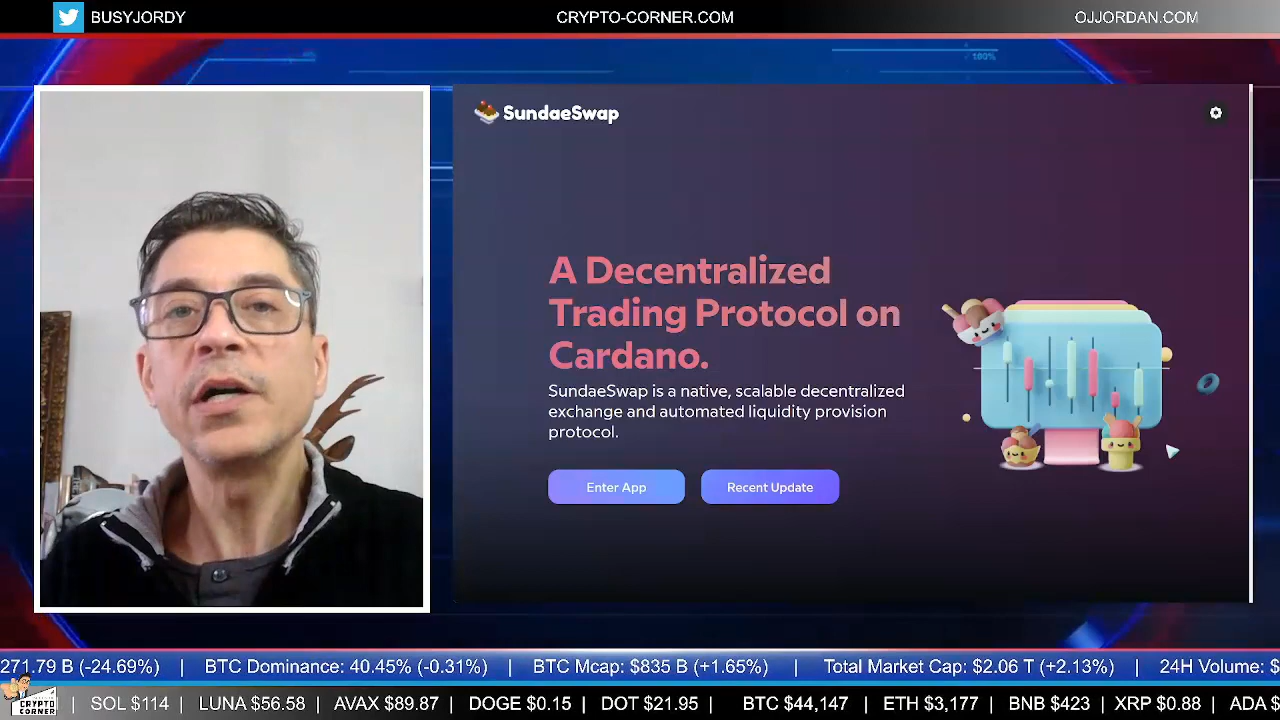 BUSYJORDY
CRYPTO-CORNER.COM
OJJORDAN.COM
100%
SundaeSwap
A Decentralized
Trading Protocol on
Cardano.
SundaeSwap is a native, scalable decentralized
exchange and automated liquidity provision
protocol.
Enter App
Recent Update
271.79 B (-24.69%) | BTC Dominance: 40.45% (-0.31%) | BTC Mcap: $835 B (+1.65%) | Total Market Cap: $2.06 T (+2.13%) | 24H Volume: $
CRYPTO
CORNER
SOL $114 | LUNA $56.58 | AVAX $89.87 | DOGE $0.15 | DOT $21.95 | BTC $44,147 | ETH $3,177 | BNB $423 | XRP $0.88 | ADA $